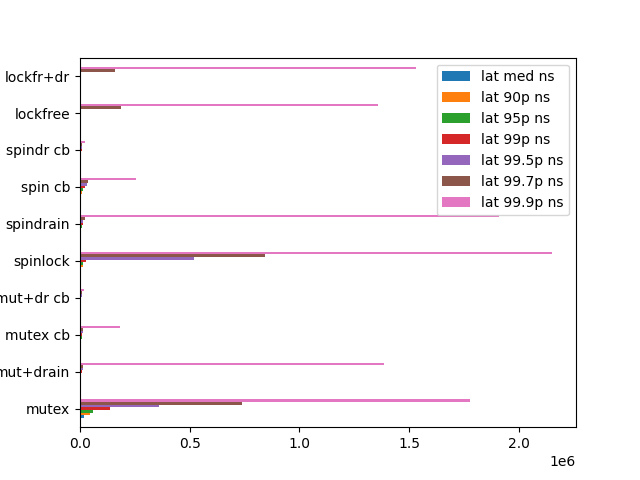 lockfr+dr
lockfree
spindr cb
spin cb
spindrain
spinlock
mut+dr cb
mutex cb
mut+drain
mutex
lat med ns
lat 90p ns
lat 95p ns
lat 99p ns
lat 99.5p ns
lat 99.7p ns
lat 99.9p ns
0.0 0.5 1.0 1.5 2.0
1e6